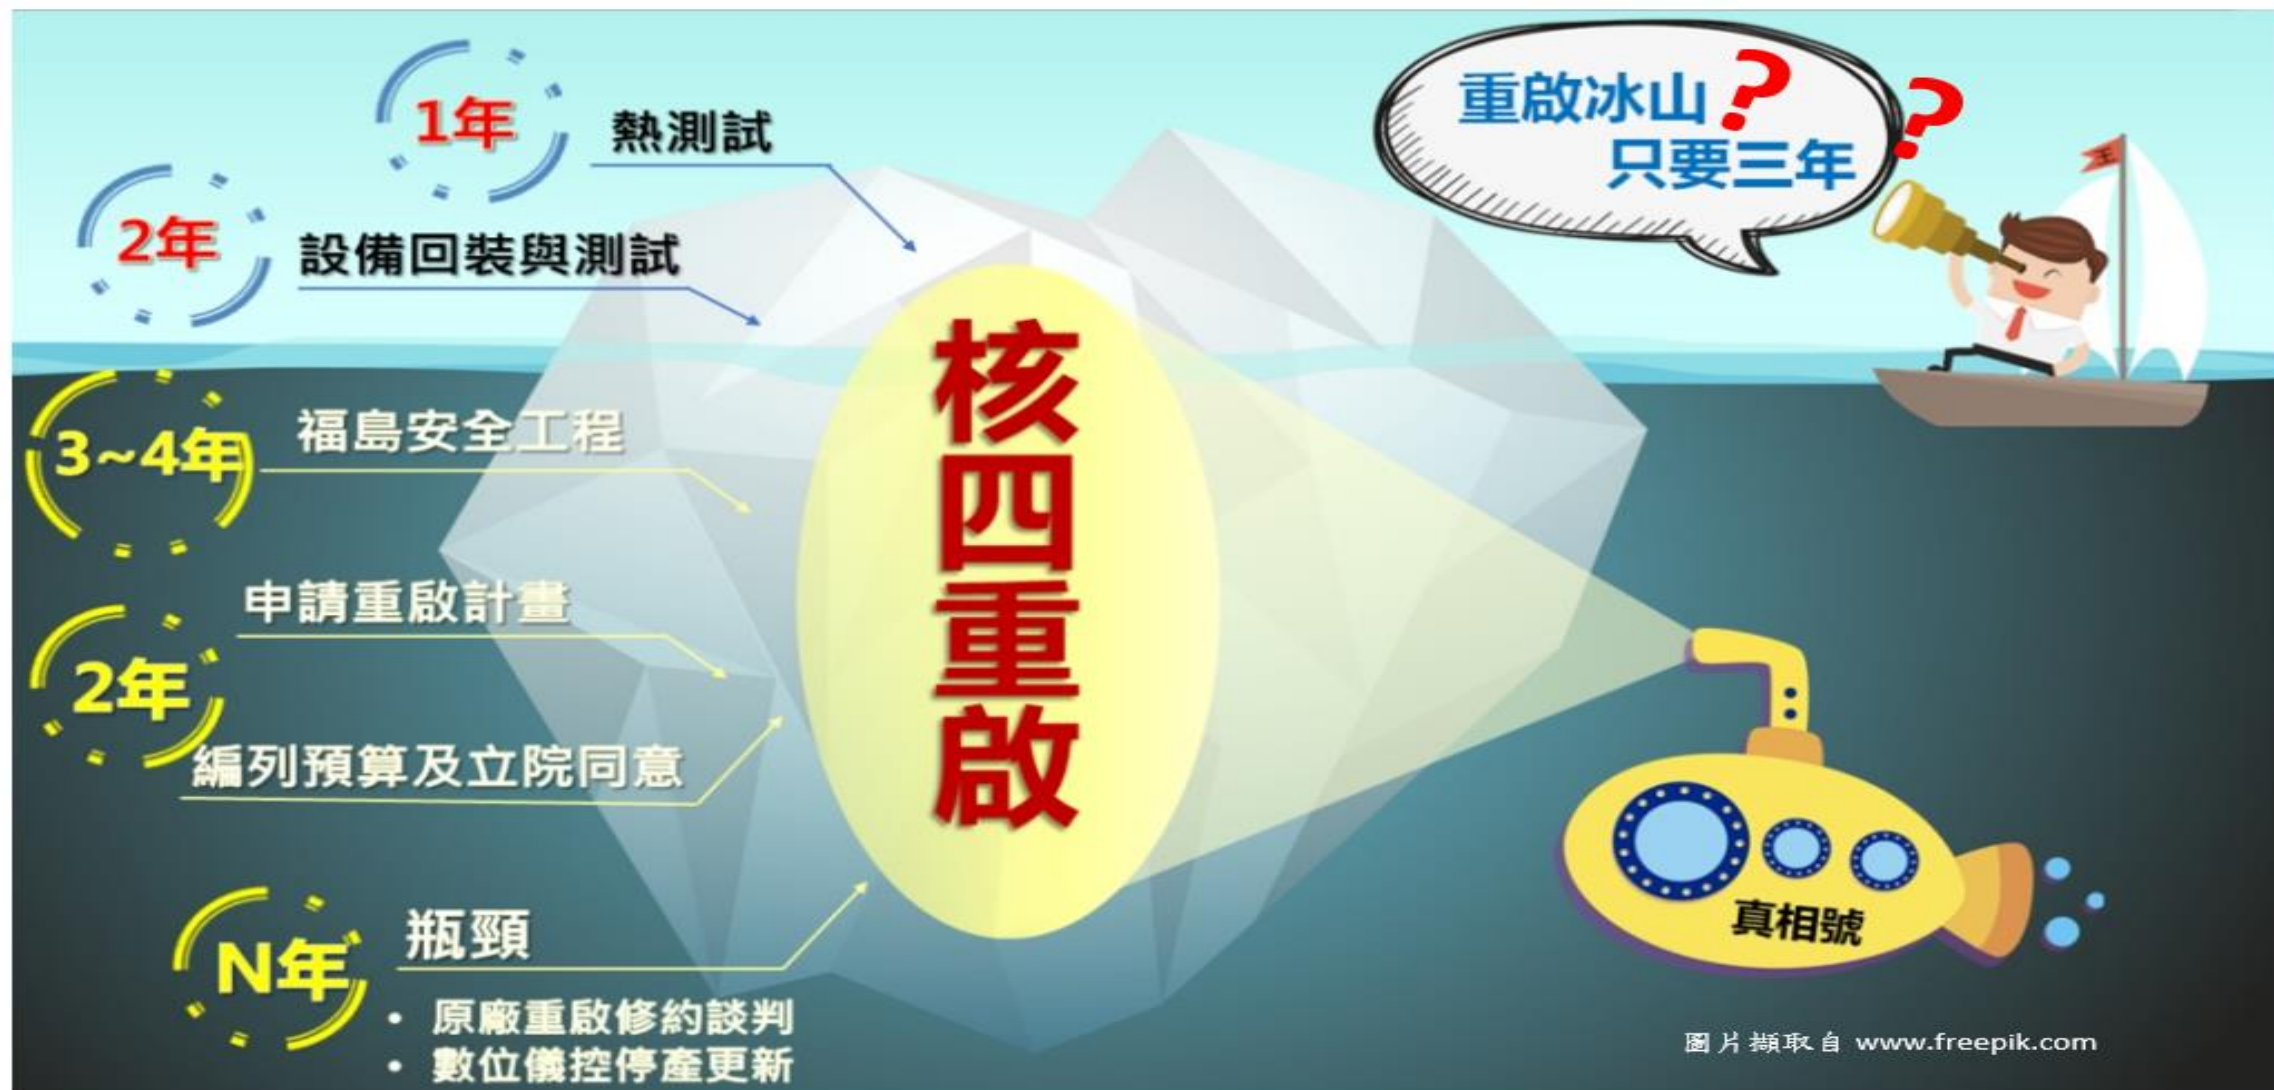 重啟冰山?
只要三年?
王
1年
熱測試
2年
設備回裝與測試
3~4年
福島安全工程
2年
申請重啟計畫
編列預算及立院同意
N年
瓶頸
• 原廠重啟修約談判
• 數位儀控停產更新
核四重啟
真相號
圖片擷取自 www.freepik.com